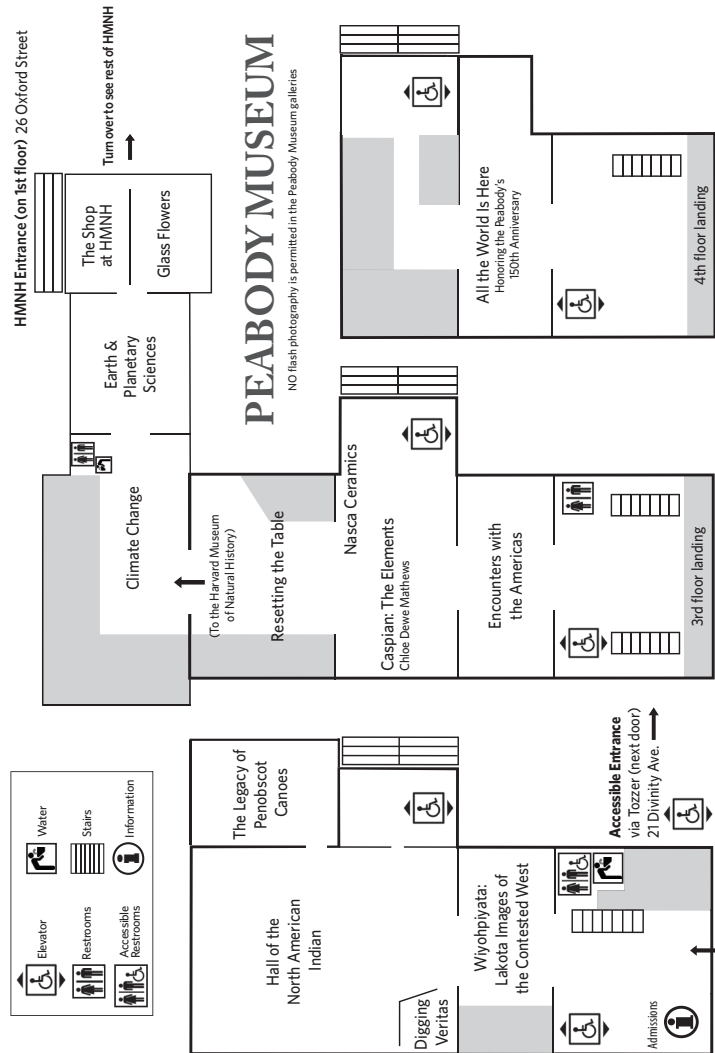 HMNH Entrance (on 1st floor) 26 Oxford Street
Turn over to see rest of HMNH
The Shop
at HMNH
Glass Flowers
Earth &
Planetary
Sciences
Climate Change
PEABODY MUSEUM
NO flash photography is permitted in the Peabody Museum galleries
(To the Harvard Museum
of Natural History)
Resetting the Table
Nasca Ceramics
Caspian: The Elements
Chloe Dewe Mathews
Encounters with
the Americas
3rd floor landing
All the World Is Here
Honoring the Peabody's
150th Anniversary
4th floor landing
Elevator
Restrooms
Accessible
Restrooms
Water
Stairs
Information
The Legacy of
Penobscot
Canoes
Hall of the
North American
Indian
Digging
Veritas
Wiyohpiyata:
Lakota Images of
the Contested West
Admissions
Accessible Entrance
via Tozzer (next door)
21 Divinity Ave.